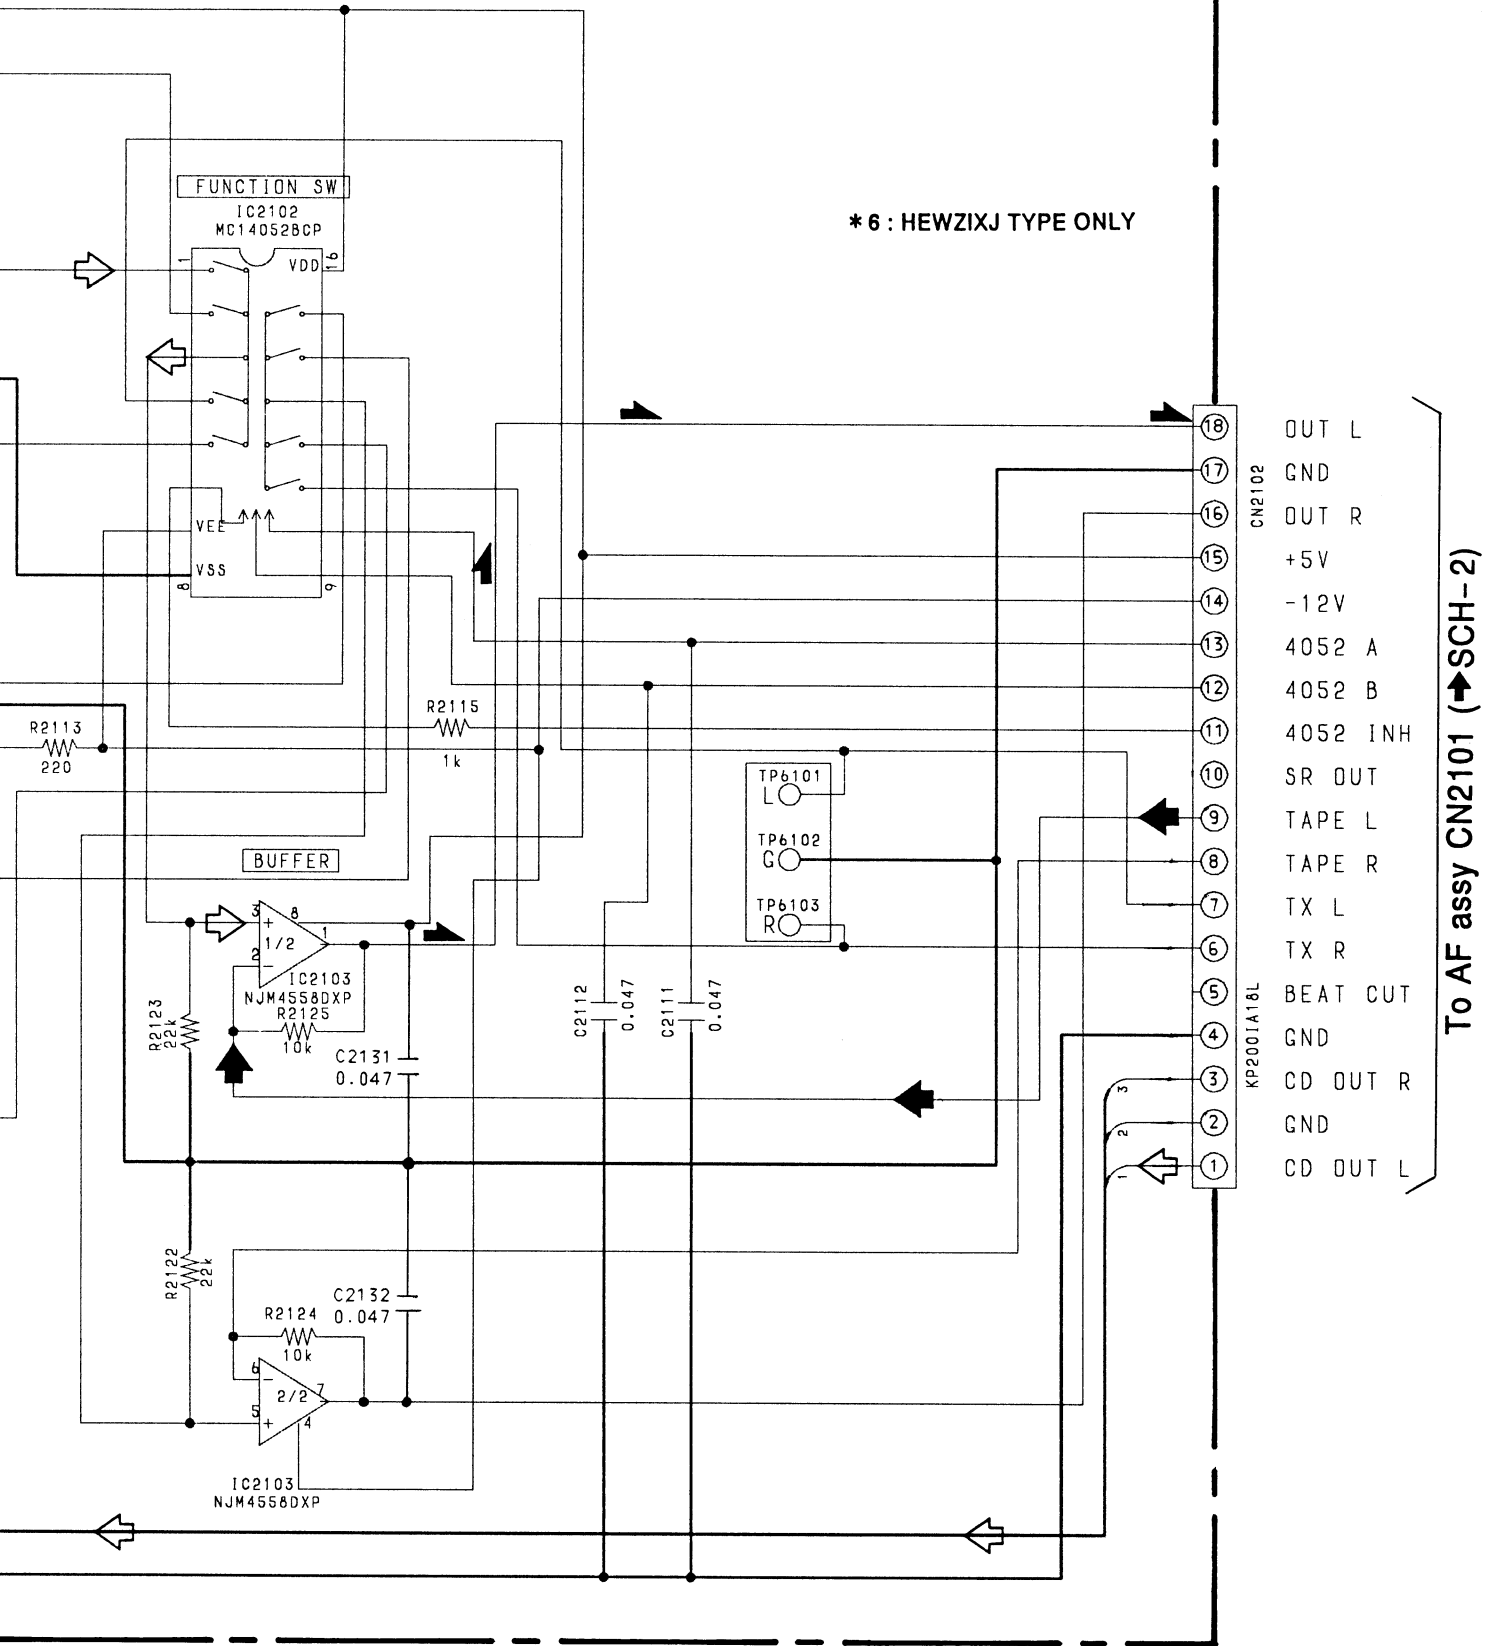 FUNCTION SW
IC2102
MC14052BCP
1
VDD
16
VEE
VSS
8
9
*6 : HEWZIXJ TYPE ONLY
R2113
220
R2115
1k
BUFFER
3
+
8
1/2
1
2
−
IC2103
NJM4558DXP
R2125
10k
R2123
22k
C2131
0.047
R2122
22k
C2132
0.047
R2124
10k
6
−
2/2
7
5
+
4
IC2103
NJM4558DXP
C2112
0.047
C2111
0.047
TP6101
L
TP6102
G
TP6103
R
CN2102
KP200IA18L
18 OUT L
17 GND
16 OUT R
15 +5V
14 -12V
13 4052 A
12 4052 B
11 4052 INH
10 SR OUT
9 TAPE L
8 TAPE R
7 TX L
6 TX R
5 BEAT CUT
4 GND
3 3 CD OUT R
2 2 GND
1 1 CD OUT L
To AF assy CN2101 (➔SCH-2)